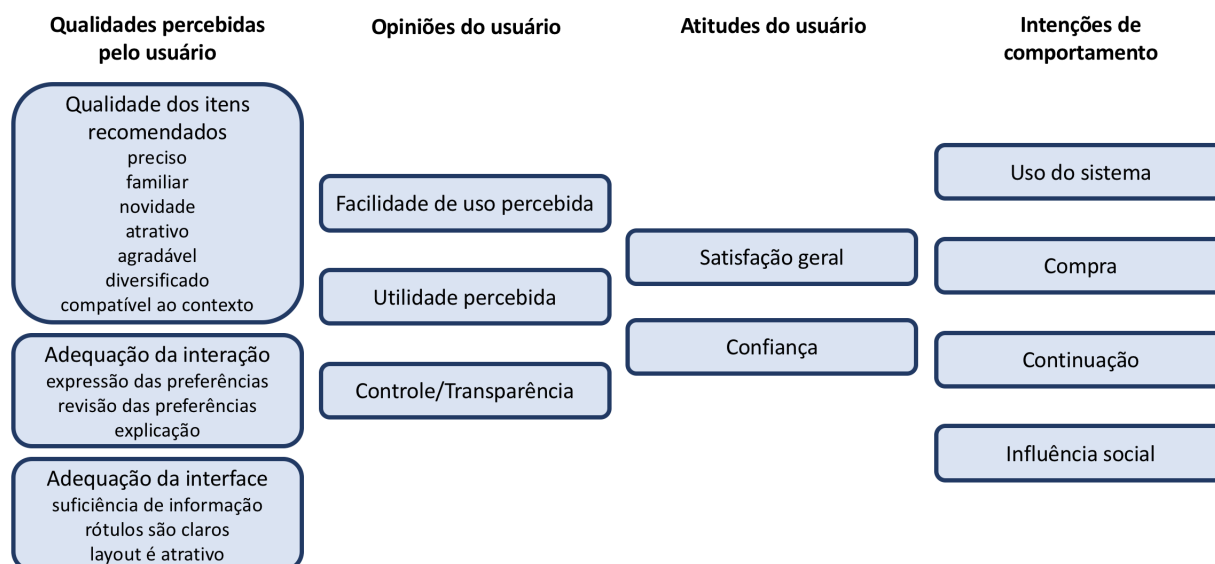 Qualidades percebidas
pelo usuário
Qualidade dos itens
recomendados
preciso
familiar
novidade
atrativo
agradável
diversificado
compatível ao contexto
Adequação da interação
expressão das preferências
revisão das preferências
explicação
Adequação da interface
suficiência de informação
rótulos são claros
layout é atrativo
Opiniões do usuário
Facilidade de uso percebida
Utilidade percebida
Controle/Transparência
Atitudes do usuário
Satisfação geral
Confiança
Intenções de
comportamento
Uso do sistema
Compra
Continuação
Influência social